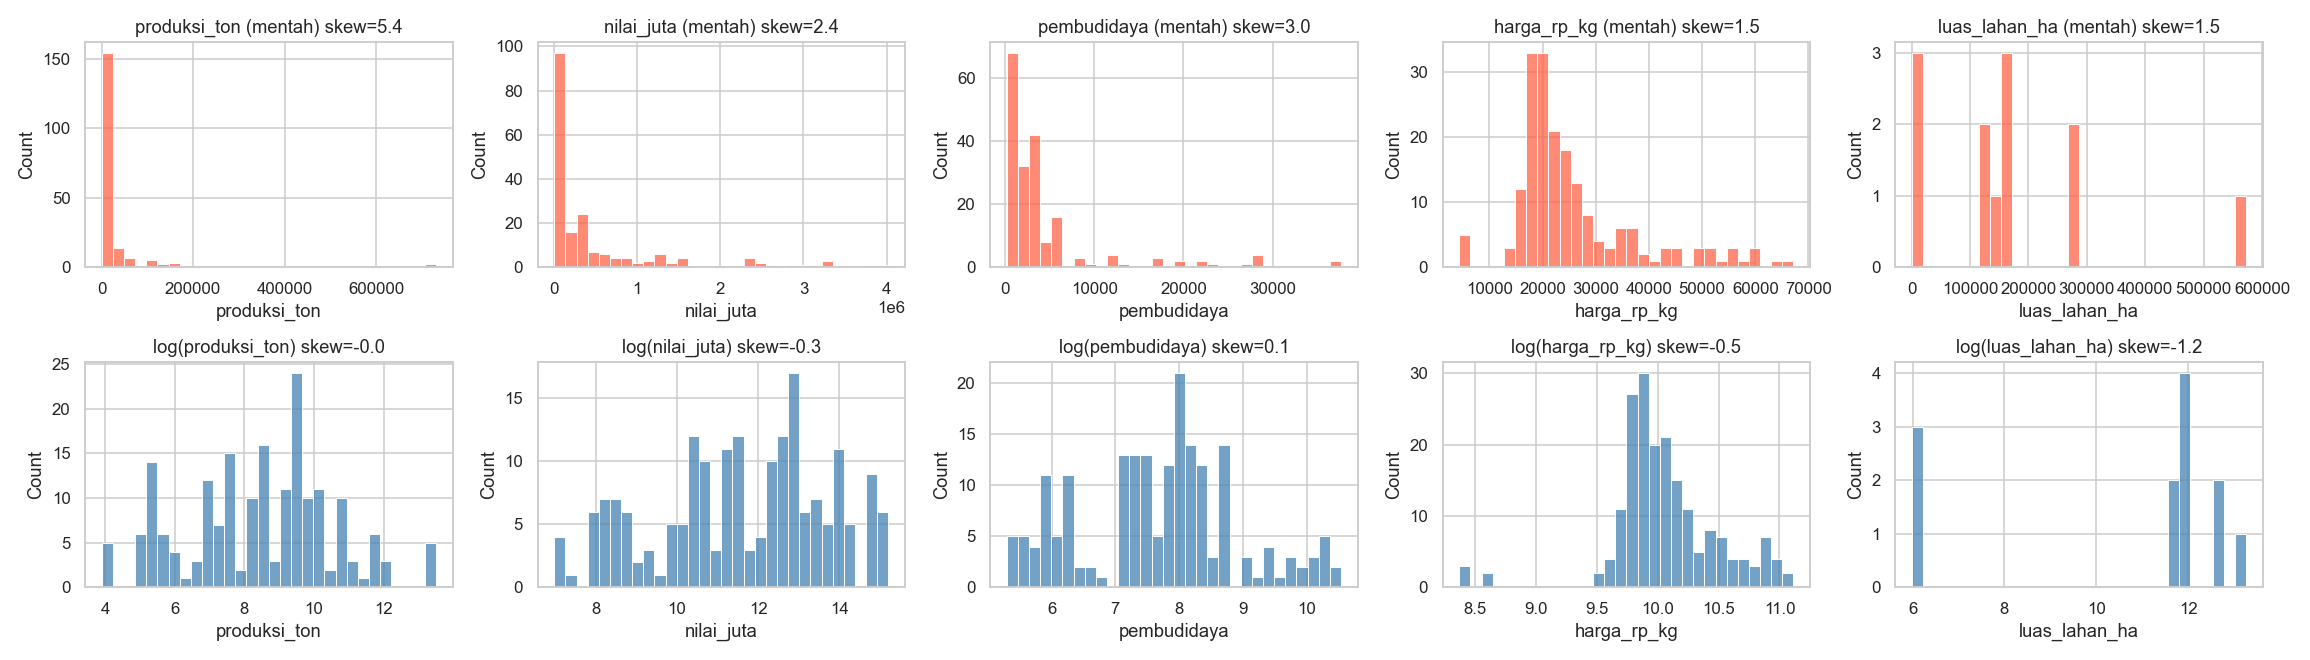 produksi_ton (mentah) skew=5.4
150
100
50
0
Count
0 200000 400000 600000
produksi_ton
nilai_juta (mentah) skew=2.4
100
80
60
40
20
0
Count
0 1 2 3 4
1e6
nilai_juta
pembudidaya (mentah) skew=3.0
60
40
20
0
Count
0 10000 20000 30000
pembudidaya
harga_rp_kg (mentah) skew=1.5
30
20
10
0
Count
10000 20000 30000 40000 50000 60000 70000
harga_rp_kg
luas_lahan_ha (mentah) skew=1.5
3
2
1
0
Count
0 100000 200000 300000 400000 500000 600000
luas_lahan_ha
log(produksi_ton) skew=-0.0
25
20
15
10
5
0
Count
4 6 8 10 12
produksi_ton
log(nilai_juta) skew=-0.3
15
10
5
0
Count
8 10 12 14
nilai_juta
log(pembudidaya) skew=0.1
20
15
10
5
0
Count
6 7 8 9 10
pembudidaya
log(harga_rp_kg) skew=-0.5
30
20
10
0
Count
8.5 9.0 9.5 10.0 10.5 11.0
harga_rp_kg
log(luas_lahan_ha) skew=-1.2
4
3
2
1
0
Count
6 8 10 12
luas_lahan_ha